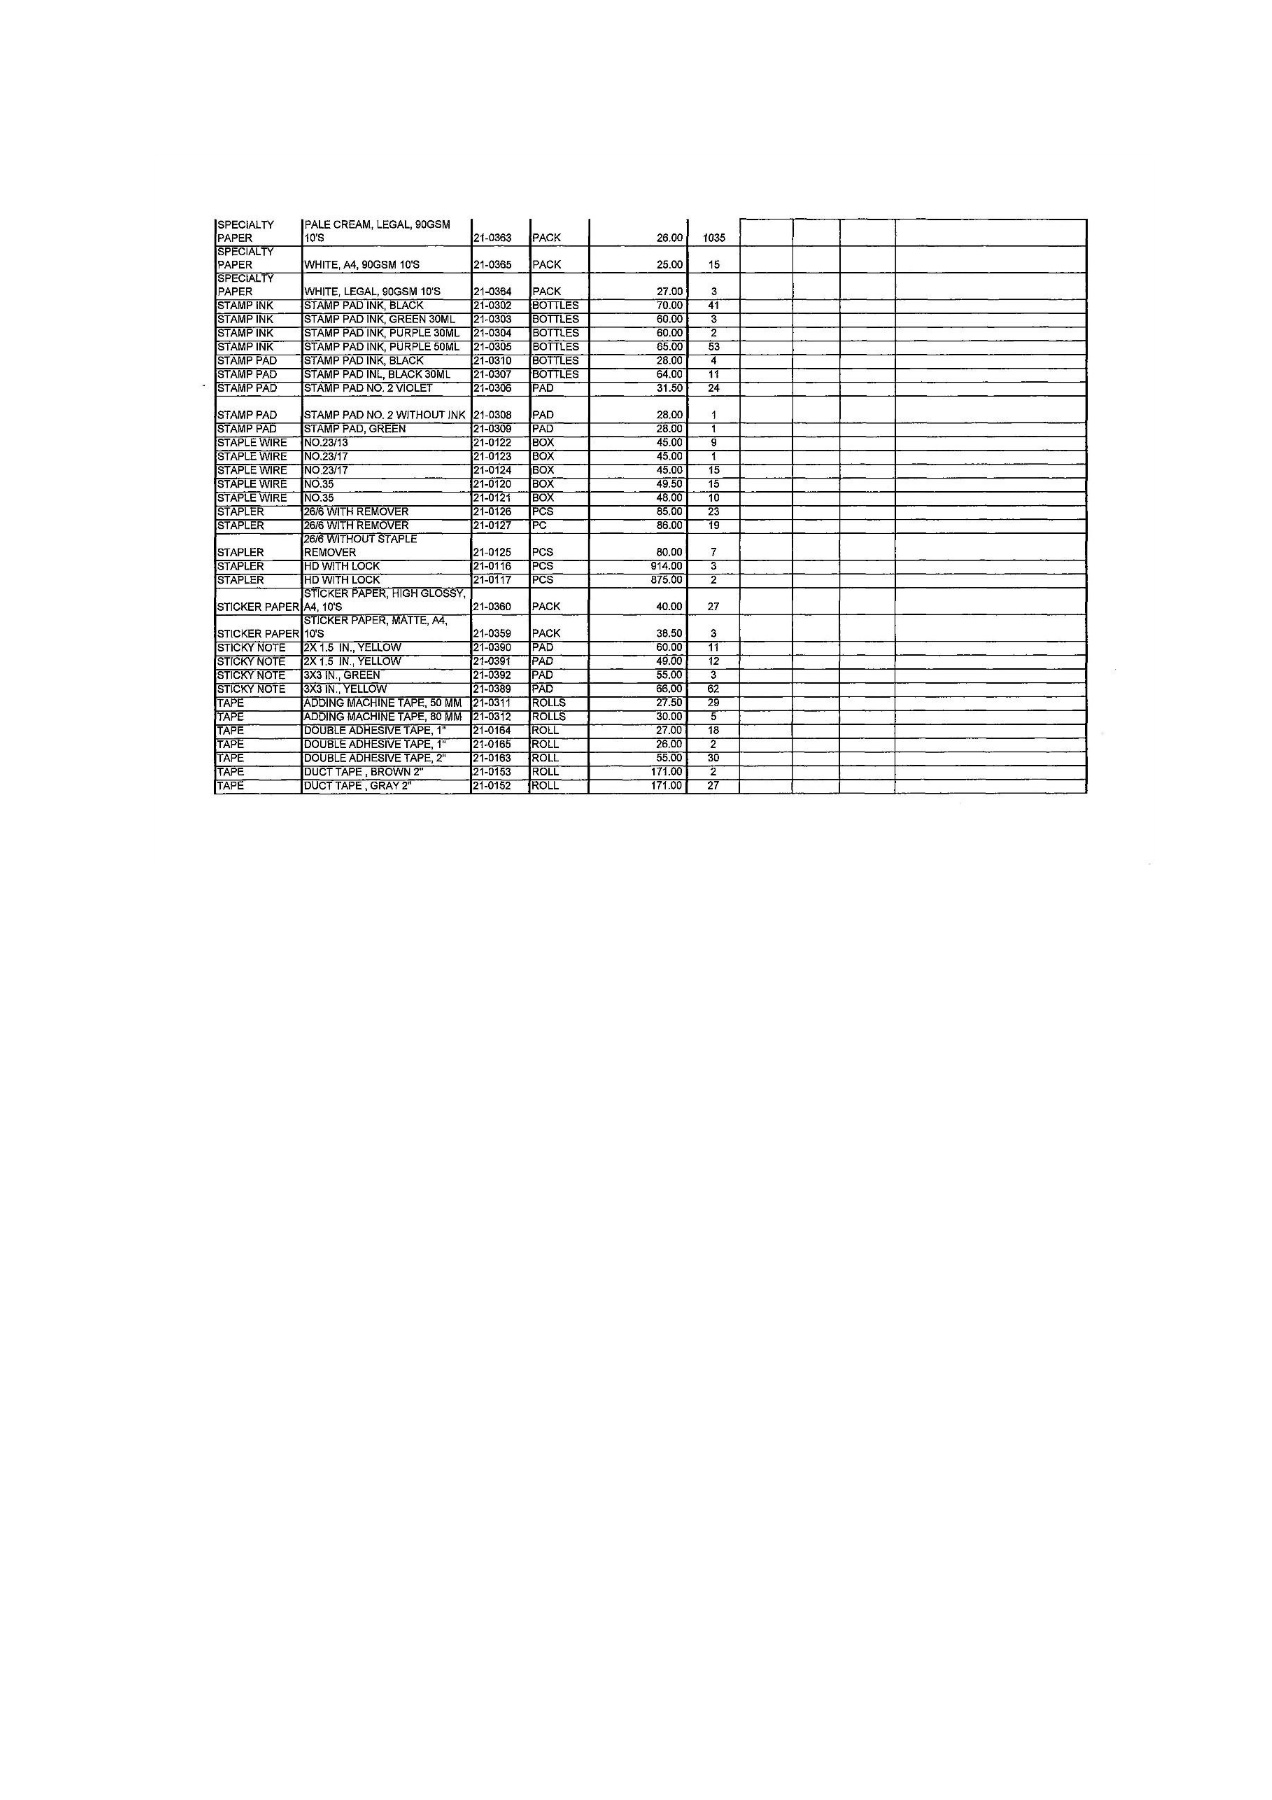 SPECIALTY PALE CREAM, LEGAL, 90GSM
PAPER 10'S 21-0363 PACK 26.00 1035
SPECIALTY
PAPER WHITE, A4, 90GSM 10'S 21-0365 PACK 25.00 15
SPECIALTY
PAPER WHITE, LEGAL, 90GSM 10'S 21-0364 PACK 27.00 3
STAMP INK STAMP PAD INK, BLACK 21-0302 BOTTLES 70.00 41
STAMP INK STAMP PAD INK, GREEN 30ML 21-0303 BOTTLES 60.00 3
STAMP INK STAMP PAD INK, PURPLE 30ML 21-0304 BOTTLES 60.00 2
STAMP INK STAMP PAD INK, PURPLE 50ML 21-0305 BOTTLES 65.00 53
STAMP PAD STAMP PAD INK, BLACK 21-0310 BOTTLES 28.00 4
STAMP PAD STAMP PAD INL, BLACK 30ML 21-0307 BOTTLES 64.00 11
STAMP PAD STAMP PAD NO. 2 VIOLET 21-0306 PAD 31.50 24
STAMP PAD STAMP PAD NO. 2 WITHOUT INK 21-0308 PAD 28.00 1
STAMP PAD STAMP PAD, GREEN 21-0309 PAD 28.00 1
STAPLE WIRE NO.23/13 21-0122 BOX 45.00 9
STAPLE WIRE NO.23/17 21-0123 BOX 45.00 1
STAPLE WIRE NO.23/17 21-0124 BOX 45.00 15
STAPLE WIRE NO.35 21-0120 BOX 49.50 15
STAPLE WIRE NO.35 21-0121 BOX 48.00 10
STAPLER 26/6 WITH REMOVER 21-0126 PCS 85.00 23
STAPLER 26/6 WITH REMOVER 21-0127 PC 86.00 19
26/6 WITHOUT STAPLE
STAPLER REMOVER 21-0125 PCS 80.00 7
STAPLER HD WITH LOCK 21-0116 PCS 914.00 3
STAPLER HD WITH LOCK 21-0117 PCS 875.00 2
STICKER PAPER, HIGH GLOSSY,
STICKER PAPER A4, 10'S 21-0360 PACK 40.00 27
STICKER PAPER, MATTE, A4,
STICKER PAPER 10'S 21-0359 PACK 38.50 3
STICKY NOTE 2X 1.5 IN., YELLOW 21-0390 PAD 60.00 11
STICKY NOTE 2X 1.5 IN., YELLOW 21-0391 PAD 49.00 12
STICKY NOTE 3X3 IN., GREEN 21-0392 PAD 55.00 3
STICKY NOTE 3X3 IN., YELLOW 21-0389 PAD 66.00 62
TAPE ADDING MACHINE TAPE, 50 MM 21-0311 ROLLS 27.50 29
TAPE ADDING MACHINE TAPE, 80 MM 21-0312 ROLLS 30.00 5
TAPE DOUBLE ADHESIVE TAPE, 1" 21-0164 ROLL 27.00 18
TAPE DOUBLE ADHESIVE TAPE, 1" 21-0165 ROLL 26.00 2
TAPE DOUBLE ADHESIVE TAPE, 2" 21-0163 ROLL 55.00 30
TAPE DUCT TAPE , BROWN 2" 21-0153 ROLL 171.00 2
TAPE DUCT TAPE , GRAY 2" 21-0152 ROLL 171.00 27